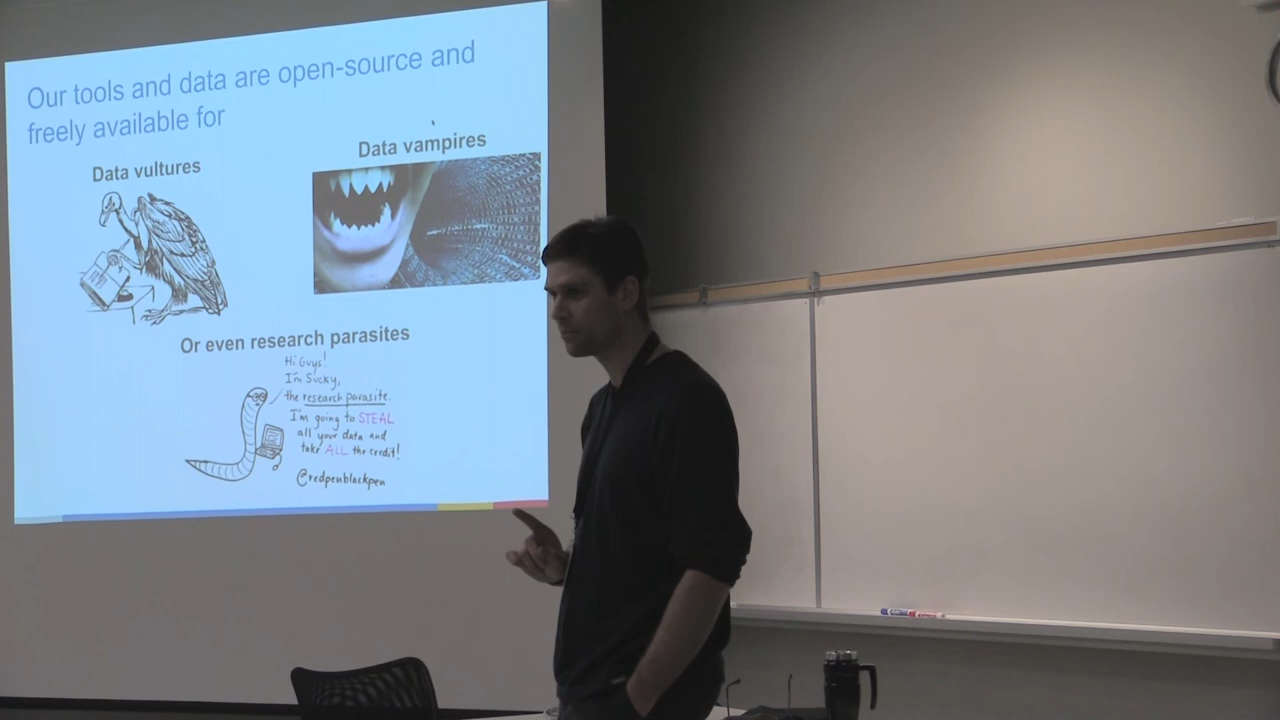 Our tools and data are open-source and
freely available for
Data vultures
Data vampires
Or even research parasites
Hi Guys!
I'm Sucky,
the research parasite.
I'm going to STEAL
all your data and
take ALL the credit!
@redpenblackpen